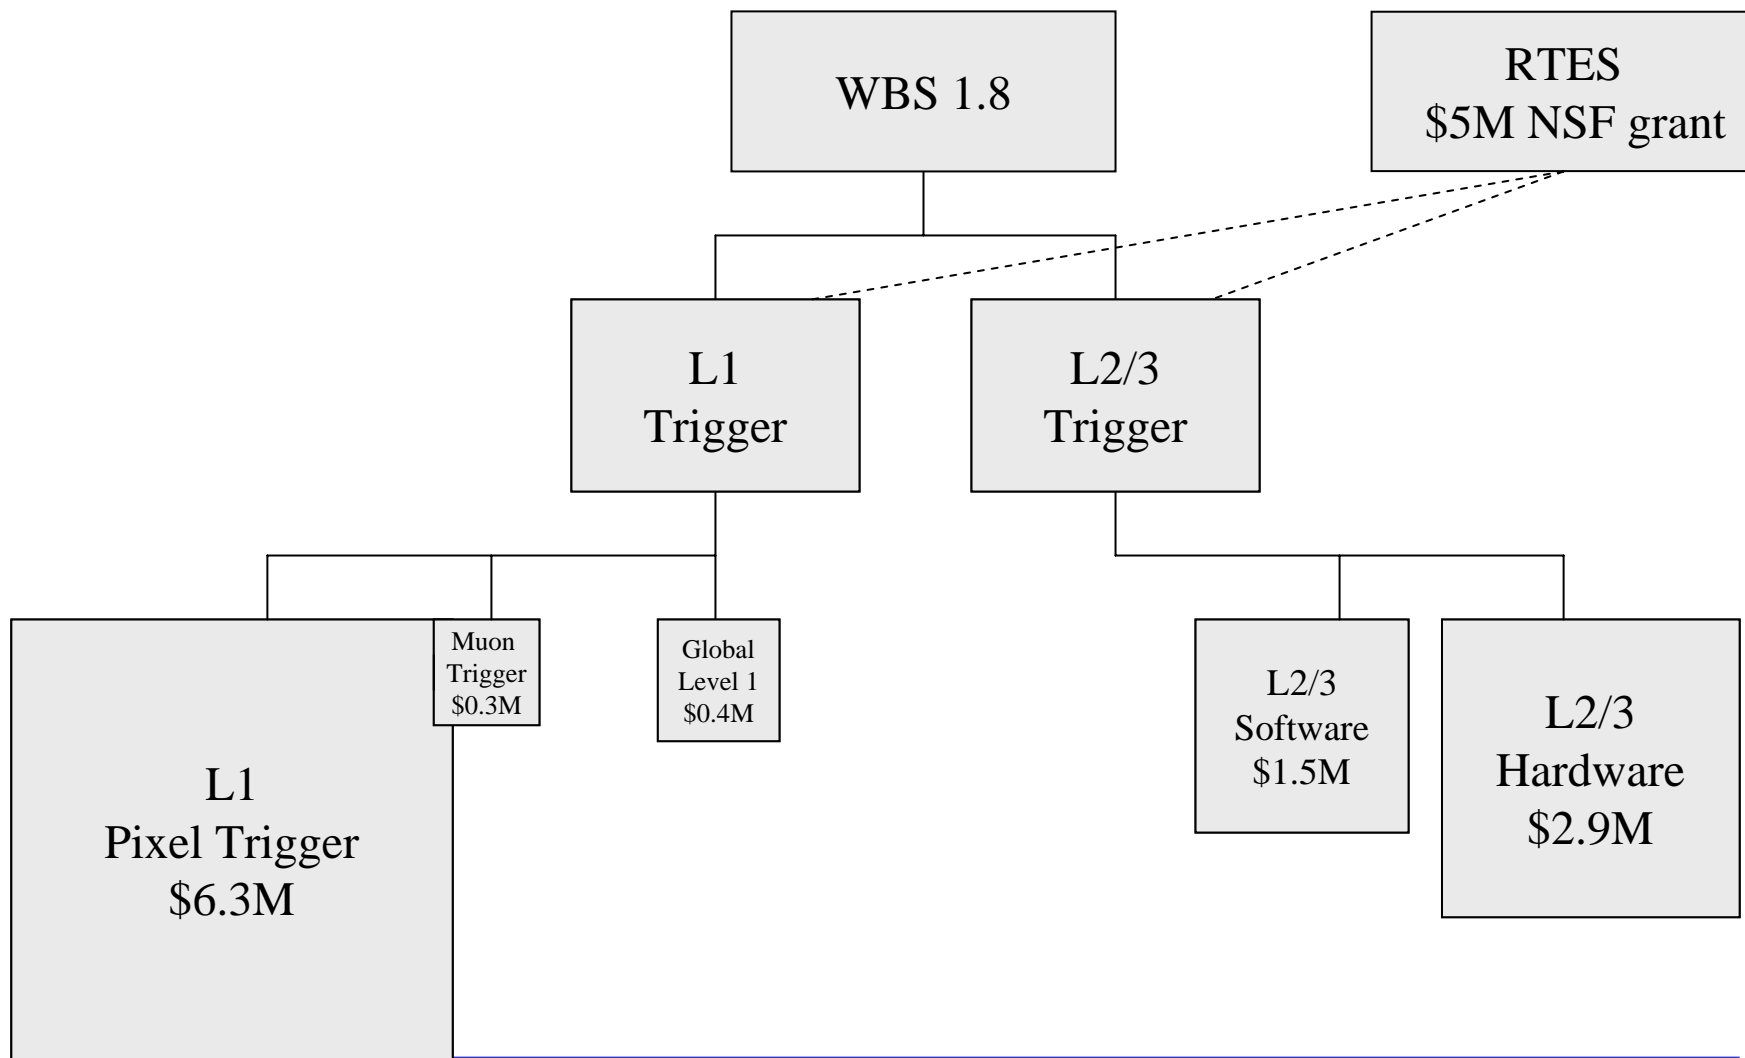 WBS 1.8
RTES
$5M NSF grant
L1
Trigger
L2/3
Trigger
L1
Pixel Trigger
$6.3M
Muon
Trigger
$0.3M
Global
Level 1
$0.4M
L2/3
Software
$1.5M
L2/3
Hardware
$2.9M